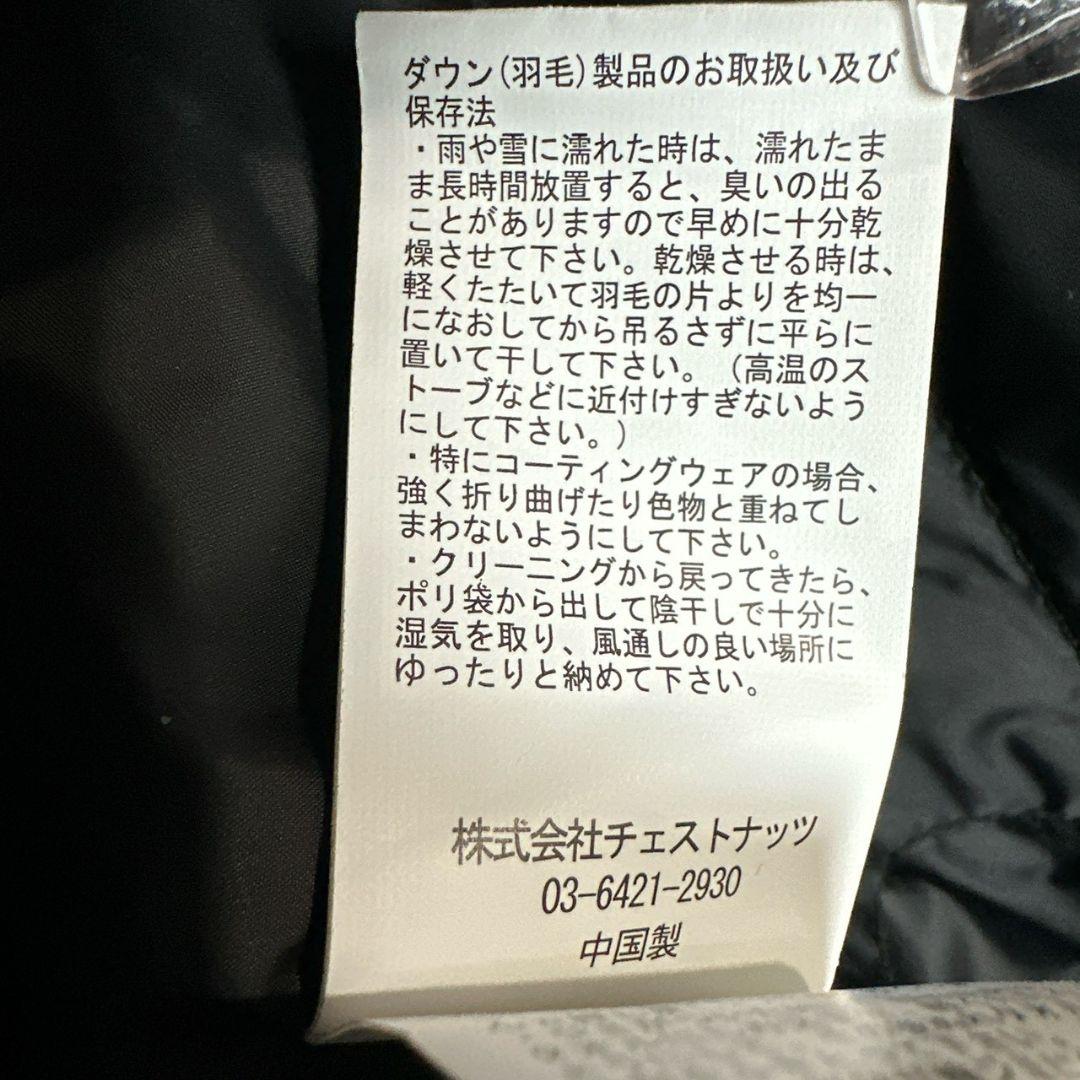 ダウン(羽毛)製品のお取扱い及び
保存法
・雨や雪に濡れた時は、濡れたま
ま長時間放置すると、臭いの出る
ことがありますので早めに十分乾
燥させて下さい。乾燥させる時は、
軽くたたいて羽毛の片よりを均一
になおしてから吊るさずに平らに
置いて干して下さい。（高温のス
トーブなどに近付けすぎないよう
にして下さい。）
・特にコーティングウェアの場合、
強く折り曲げたり色物と重ねてし
まわないようにして下さい。
・クリーニングから戻ってきたら、
ポリ袋から出して陰干しで十分に
湿気を取り、風通しの良い場所に
ゆったりと納めて下さい。
株式会社チェストナッツ
03-6421-2930
中国製